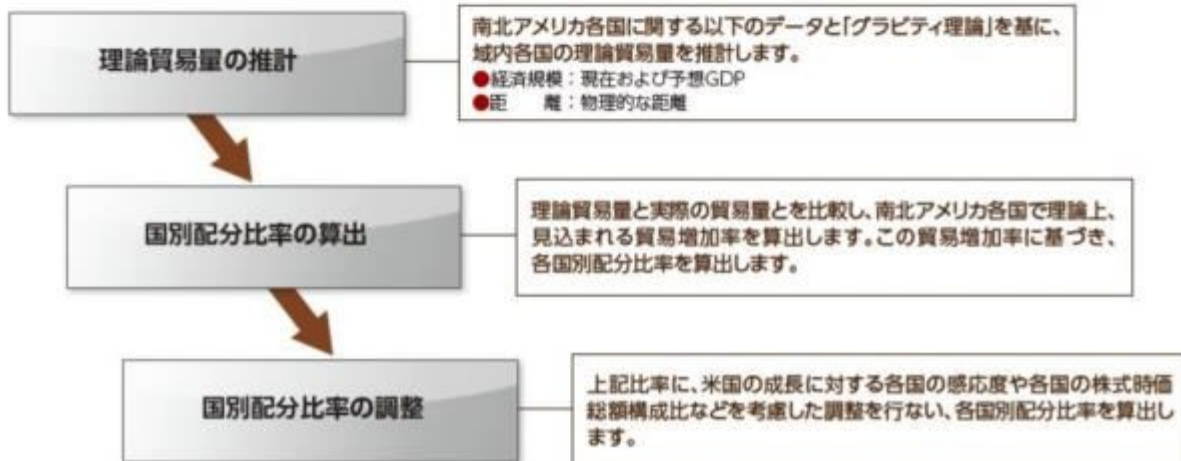 理論貿易量の推計
南北アメリカ各国に関する以下のデータと「グラビティ理論」を基に、
域内各国の理論貿易量を推計します。
●経済規模：現在および予想GDP
●距　離：物理的な距離
国別配分比率の算出
理論貿易量と実際の貿易量とを比較し、南北アメリカ各国で理論上、
見込まれる貿易増加率を算出します。この貿易増加率に基づき、
各国別配分比率を算出します。
国別配分比率の調整
上記比率に、米国の成長に対する各国の感応度や各国の株式時価
総額構成比などを考慮した調整を行ない、各国別配分比率を算出し
ます。